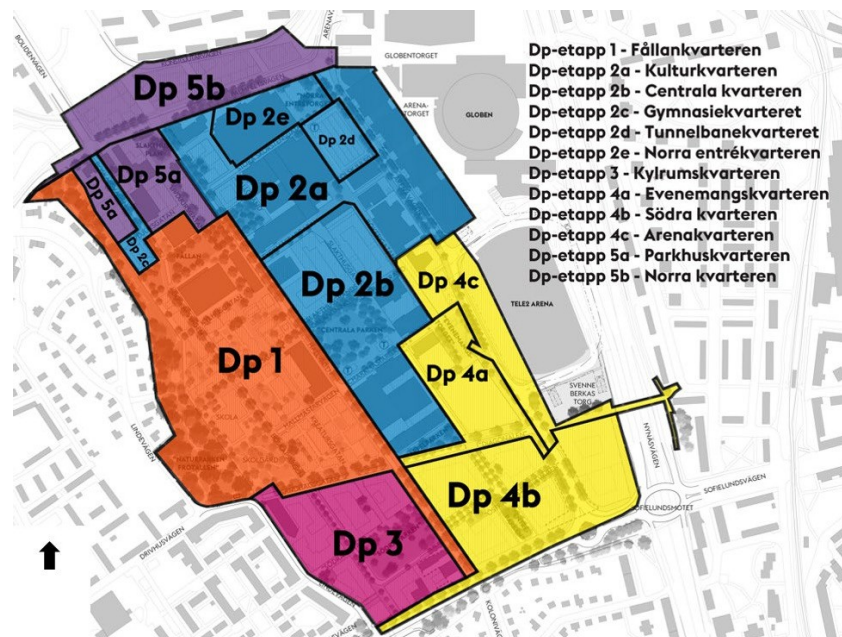 BOLIDENVÄGEN
ARENAVÄGEN
GLOBENTORGET
ARENA-
TORGET
GLOBEN
Dp-etapp 1 - Fållankvarteren
Dp-etapp 2a - Kulturkvarteren
Dp-etapp 2b - Centrala kvarteren
Dp-etapp 2c - Gymnasiekvarteret
Dp-etapp 2d - Tunnelbanekvarteret
Dp-etapp 2e - Norra entrékvarteren
Dp-etapp 3 - Kylrumskvarteren
Dp-etapp 4a - Evenemangskvarteren
Dp-etapp 4b - Södra kvarteren
Dp-etapp 4c - Arenakvarteren
Dp-etapp 5a - Parkhuskvarteren
Dp-etapp 5b - Norra kvarteren
Dp 5b
Dp 2e
Dp 2d
Dp 5a
Dp 5a
Dp 2a
Dp 2c
FÅLLAN
Dp 2b
Dp 4c
TELE2 ARENA
CENTRALA PARKEN
Dp 1
Dp 4a
SVENNE
BERKAS
TORG
SKOLA
LINDEVÄGEN
SKOLGÅRD
NYNÄSVÄGEN
SOFIELUNDSVÄGEN
SOFIELUNDSMOTET
Dp 4b
Dp 3
DRIVHUSVÄGEN